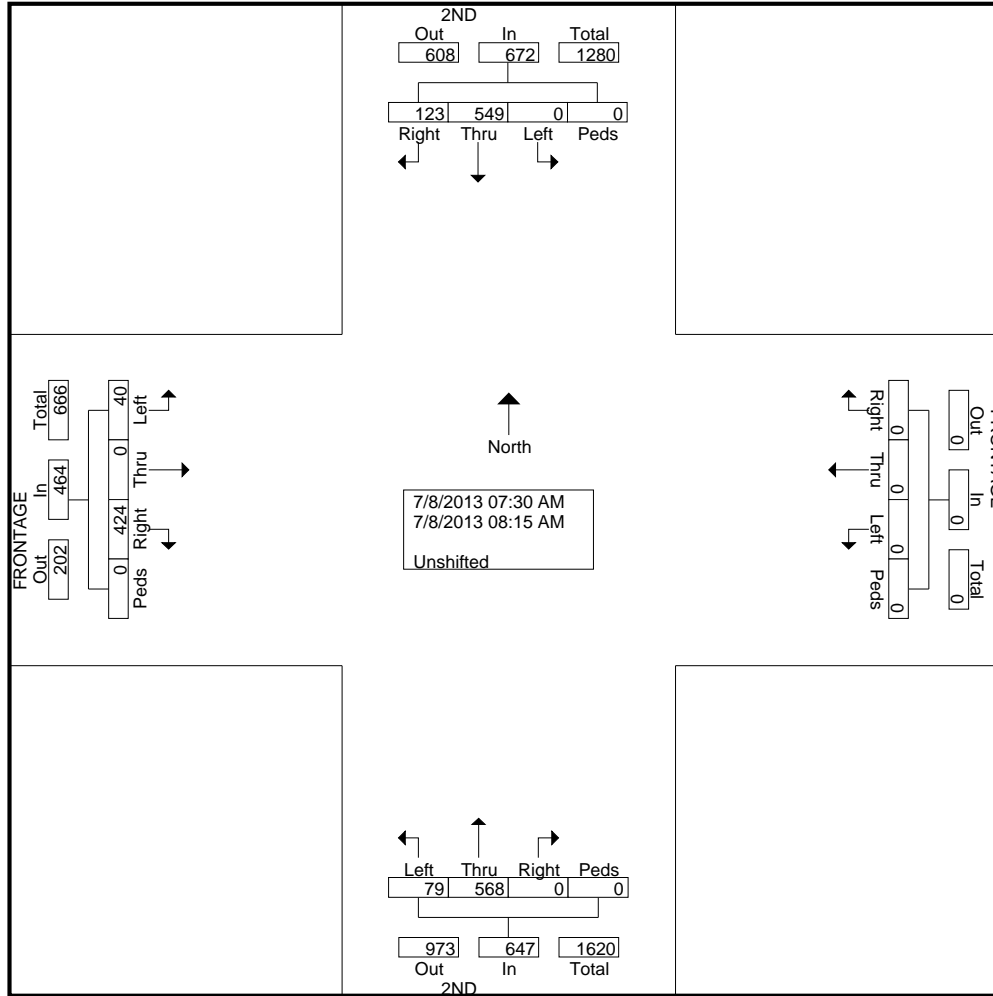 2ND
Out In Total
608 672 1280
123 549 0 0
Right Thru Left Peds
FRONTAGE
Out In Total
202 464 666
40 0 424 0
Left Thru Right Peds
North
7/8/2013 07:30 AM
7/8/2013 08:15 AM
Unshifted
Right Thru Left Peds
0 0 0 0
Out In Total
0 0 0
FRONTAGE
Left Thru Right Peds
79 568 0 0
973 647 1620
Out In Total
2ND